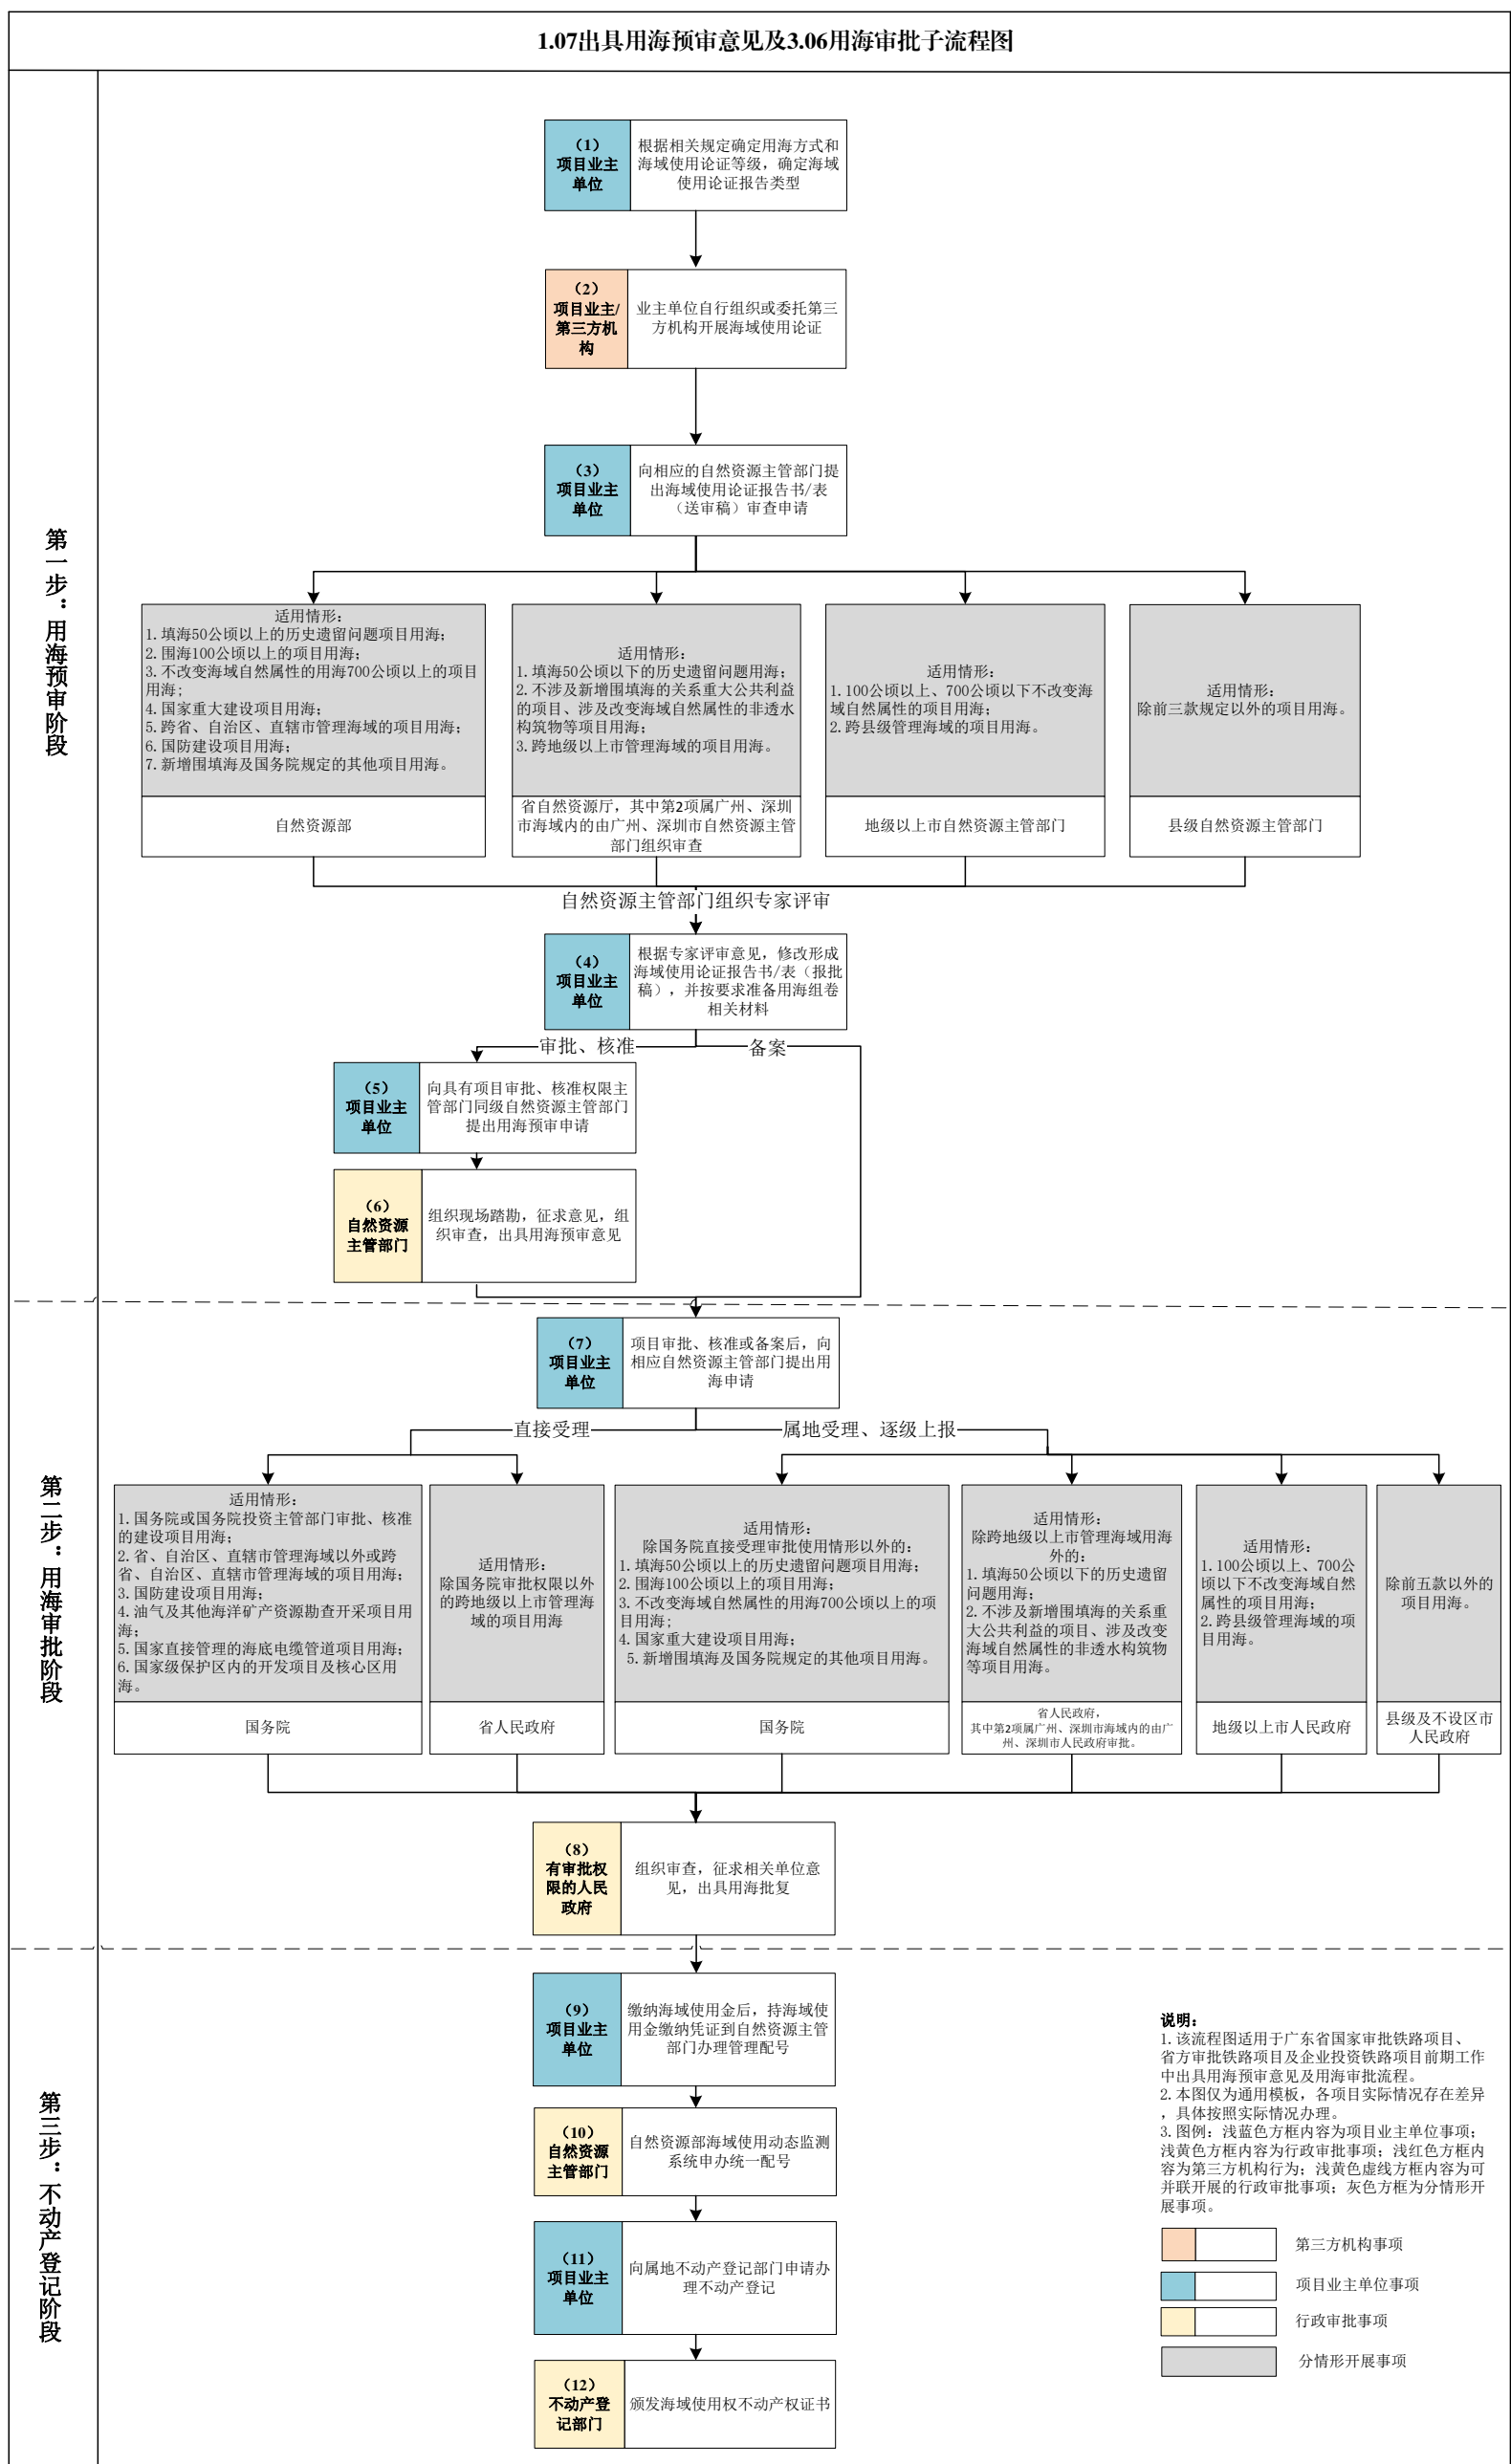 1.07出具用海预审意见及3.06用海审批子流程图
第一步：用海预审阶段
（1）
项目业主
单位
根据相关规定确定用海方式和
海域使用论证等级，确定海域
使用论证报告类型
（2）
项目业主/
第三方机
构
业主单位自行组织或委托第三
方机构开展海域使用论证
（3）
项目业主
单位
向相应的自然资源主管部门提
出海域使用论证报告书/表
（送审稿）审查申请
适用情形：
1.填海50公顷以上的历史遗留问题项目用海；
2.围海100公顷以上的项目用海；
3.不改变海域自然属性的用海700公顷以上的项目
用海；
4.国家重大建设项目用海；
5.跨省、自治区、直辖市管理海域的项目用海；
6.国防建设项目用海；
7.新增围填海及国务院规定的其他项目用海。
自然资源部
适用情形：
1.填海50公顷以下的历史遗留问题用海；
2.不涉及新增围填海的关系重大公共利益
的项目、涉及改变海域自然属性的非透水
构筑物等项目用海；
3.跨地级以上市管理海域的项目用海。
省自然资源厅，其中第2项属广州、深圳
市海域内的由广州、深圳市自然资源主管
部门组织审查
适用情形：
1.100公顷以上、700公顷以下不改变海
域自然属性的项目用海；
2.跨县级管理海域的项目用海。
地级以上市自然资源主管部门
适用情形：
除前三款规定以外的项目用海。
县级自然资源主管部门
自然资源主管部门组织专家评审
（4）
项目业主
单位
根据专家评审意见，修改形成
海域使用论证报告书/表（报批
稿），并按要求准备用海组卷
相关材料
审批、核准
备案
（5）
项目业主
单位
向具有项目审批、核准权限主
管部门同级自然资源主管部门
提出用海预审申请
（6）
自然资源
主管部门
组织现场踏勘，征求意见，组
织审查，出具用海预审意见
第二步：用海审批阶段
（7）
项目业主
单位
项目审批、核准或备案后，向
相应自然资源主管部门提出用
海申请
直接受理
属地受理、逐级上报
适用情形：
1.国务院或国务院投资主管部门审批、核准
的建设项目用海；
2.省、自治区、直辖市管理海域以外或跨
省、自治区、直辖市管理海域的项目用海；
3.国防建设项目用海；
4.油气及其他海洋矿产资源勘查开采项目用
海；
5.国家直接管理的海底电缆管道项目用海；
6.国家级保护区内的开发项目及核心区用
海。
国务院
适用情形：
除国务院审批权限以外
的跨地级以上市管理海
域的项目用海
省人民政府
适用情形：
除国务院直接受理审批使用情形以外的：
1.填海50公顷以上的历史遗留问题项目用海；
2.围海100公顷以上的项目用海；
3.不改变海域自然属性的用海700公顷以上的项
目用海；
4.国家重大建设项目用海；
5.新增围填海及国务院规定的其他项目用海。
国务院
适用情形：
除跨地级以上市管理海域用海
外的：
1.填海50公顷以下的历史遗留
问题用海；
2.不涉及新增围填海的关系重
大公共利益的项目、涉及改变
海域自然属性的非透水构筑物
等项目用海。
省人民政府，
其中第2项属广州、深圳市海域内的由广
州、深圳市人民政府审批。
适用情形：
1.100公顷以上、700公
顷以下不改变海域自然
属性的项目用海；
2.跨县级管理海域的项
目用海。
地级以上市人民政府
除前五款以外的
项目用海。
县级及不设区市
人民政府
（8）
有审批权
限的人民
政府
组织审查，征求相关单位意
见，出具用海批复
第三步：不动产登记阶段
（9）
项目业主
单位
缴纳海域使用金后，持海域使
用金缴纳凭证到自然资源主管
部门办理管理配号
（10）
自然资源
主管部门
自然资源部海域使用动态监测
系统申办统一配号
（11）
项目业主
单位
向属地不动产登记部门申请办
理不动产登记
（12）
不动产登
记部门
颁发海域使用权不动产权证书
说明：
1.该流程图适用于广东省国家审批铁路项目、
省方审批铁路项目及企业投资铁路项目前期工作
中出具用海预审意见及用海审批流程。
2.本图仅为通用模板，各项目实际情况存在差异
，具体按照实际情况办理。
3.图例：浅蓝色方框内容为项目业主单位事项；
浅黄色方框内容为行政审批事项；浅红色方框内
容为第三方机构行为；浅黄色虚线方框内容为可
并联开展的行政审批事项；灰色方框为分情形开
展事项。
第三方机构事项
项目业主单位事项
行政审批事项
分情形开展事项